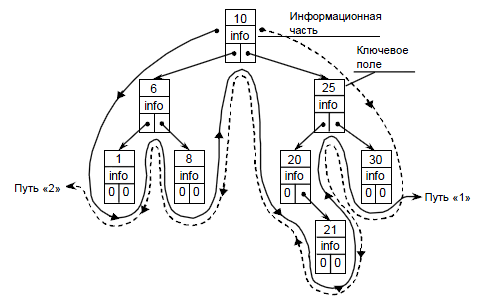 10
Информационная
часть
info
Ключевое
поле
6
25
info
info
1
8
20
30
info
info
info
info
0 0
0 0
0
0 0
Путь «2»
Путь «1»
21
info
0 0